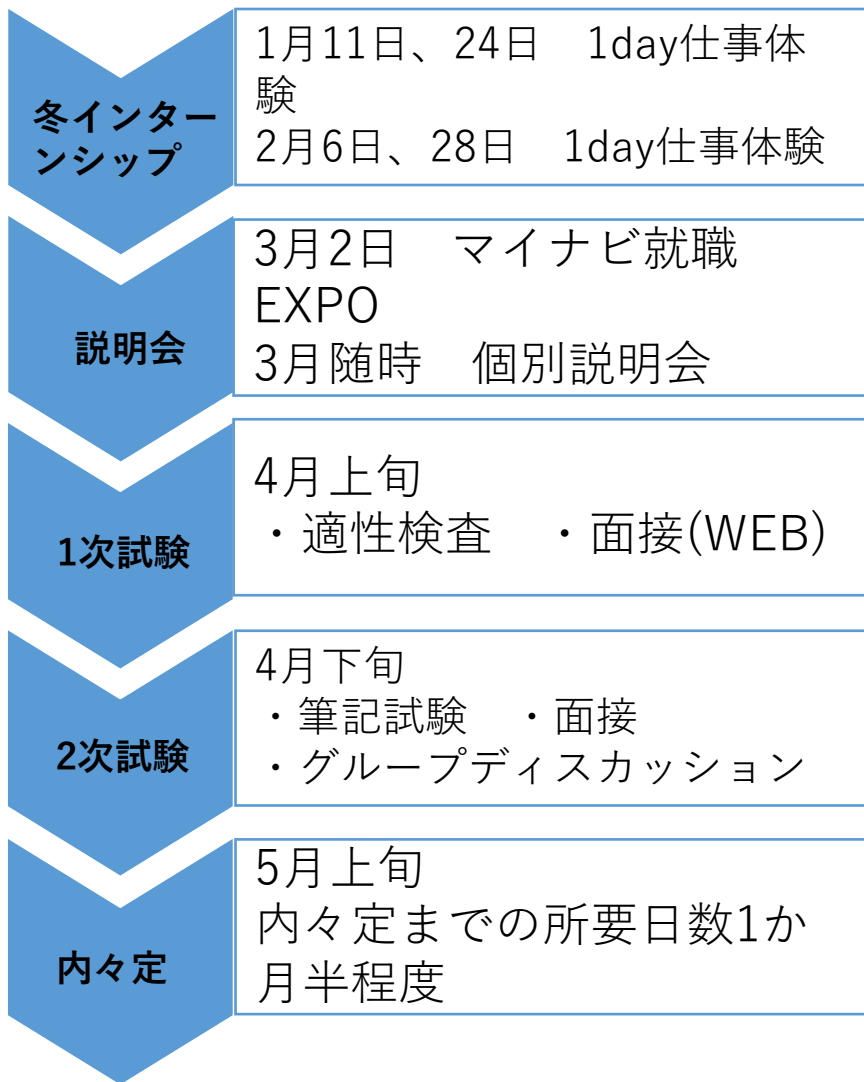 冬インター
ンシップ
1月11日、24日　1day仕事体
験
2月6日、28日　1day仕事体験
説明会
3月2日　マイナビ就職
EXPO
3月随時　個別説明会
1次試験
4月上旬
・適性検査　・面接(WEB)
2次試験
4月下旬
・筆記試験　・面接
・グループディスカッション
内々定
5月上旬
内々定までの所要日数1か
月半程度